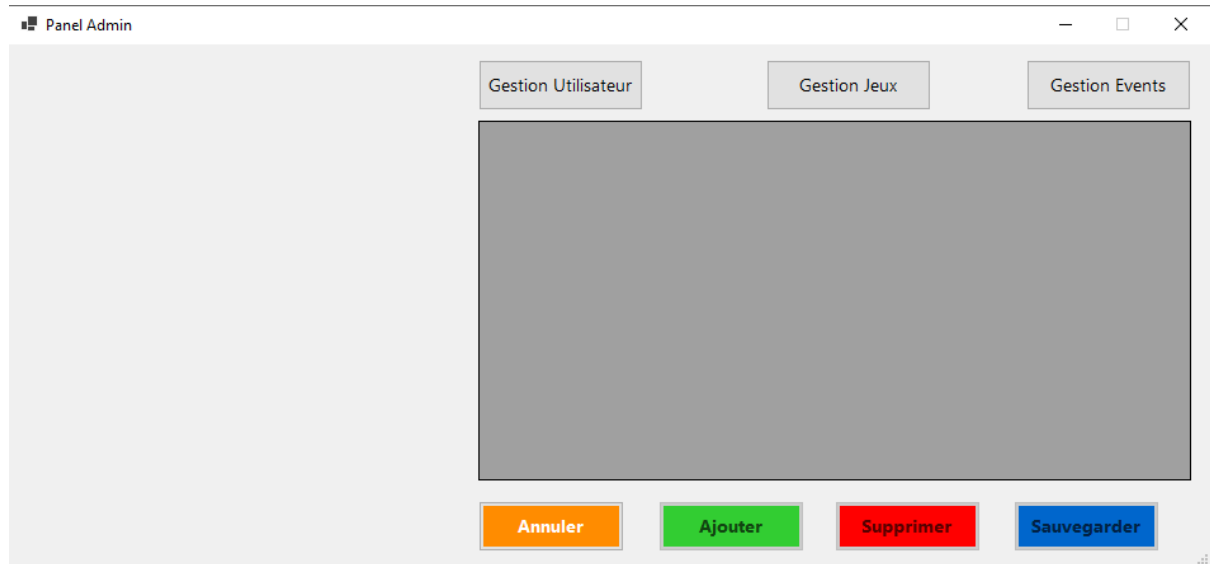 Panel Admin
Gestion Utilisateur
Gestion Jeux
Gestion Events
Annuler
Ajouter
Supprimer
Sauvegarder